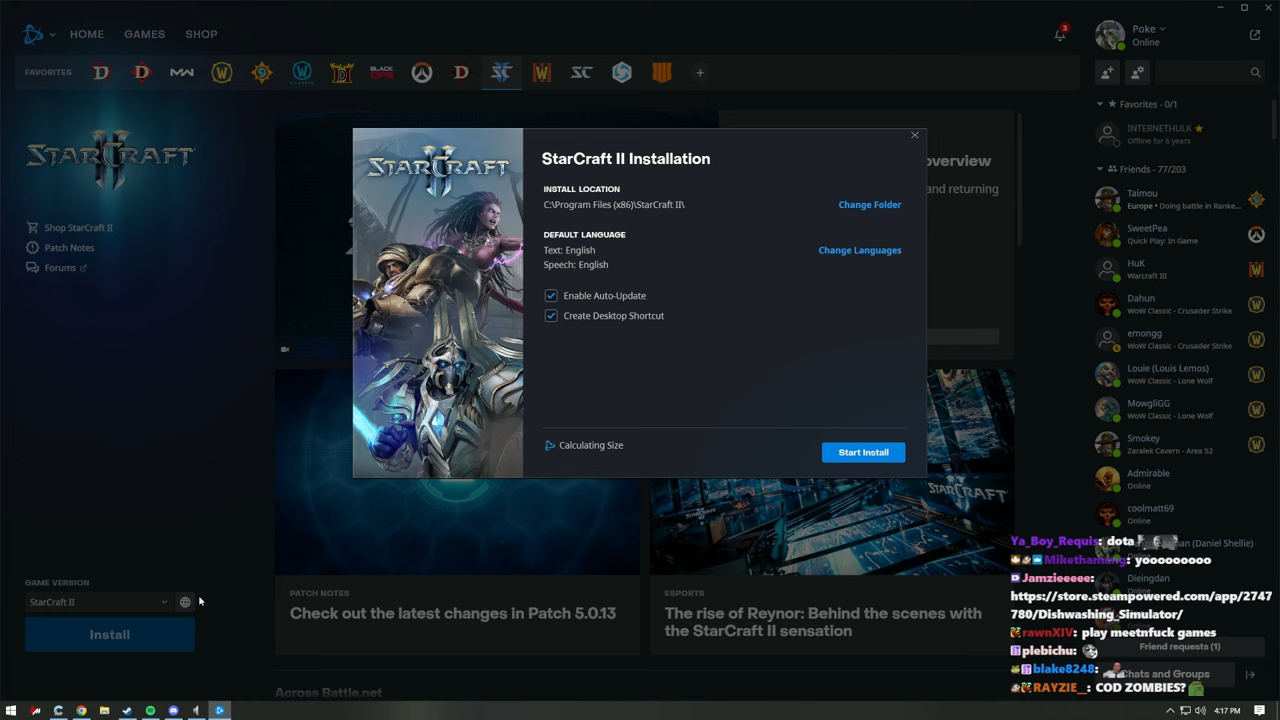 HOME
GAMES
SHOP
3
Poke
Online
FAVORITES
STARCRAFT
II
Shop StarCraft II
Patch Notes
Forums
StarCraft II Installation
INSTALL LOCATION
C:\Program Files (x86)\StarCraft II\
Change Folder
DEFAULT LANGUAGE
Text: English
Speech: English
Change Languages
Enable Auto-Update
Create Desktop Shortcut
Calculating Size
Start Install
STARCRAFT
II
overview
and returning
Favorites - 0/1
INTERNETHULK
Offline for 6 years
Friends - 77/203
Taimou
Europe • Doing battle in Ranke...
SweetPea
Quick Play: In Game
HuK
Warcraft III
Dahun
WoW Classic - Crusader Strike
emongg
WoW Classic - Crusader Strike
Louie (Louis Lemos)
WoW Classic - Lone Wolf
MowgliGG
WoW Classic - Lone Wolf
Smokey
Zaralek Cavern - Area 52
Admirable
Online
coolmatt69
Online
(Daniel Shellie)
Dieingdan
Friend requests (1)
Chats and Groups
Ya_Boy_Requis: dota
Mikethamang: yooooooooo
Jamzieeeee:
https://store.steampowered.com/app/2747
780/Dishwashing_Simulator/
rawnXIV: play meetnfuck games
plebichu:
blake8248:
RAYZIE_: COD ZOMBIES?
GAME VERSION
StarCraft II
Install
PATCH NOTES
Check out the latest changes in Patch 5.0.13
STARCRAFT
ESPORTS
The rise of Reynor: Behind the scenes with
the StarCraft II sensation
Across Battle.net
4:17 PM